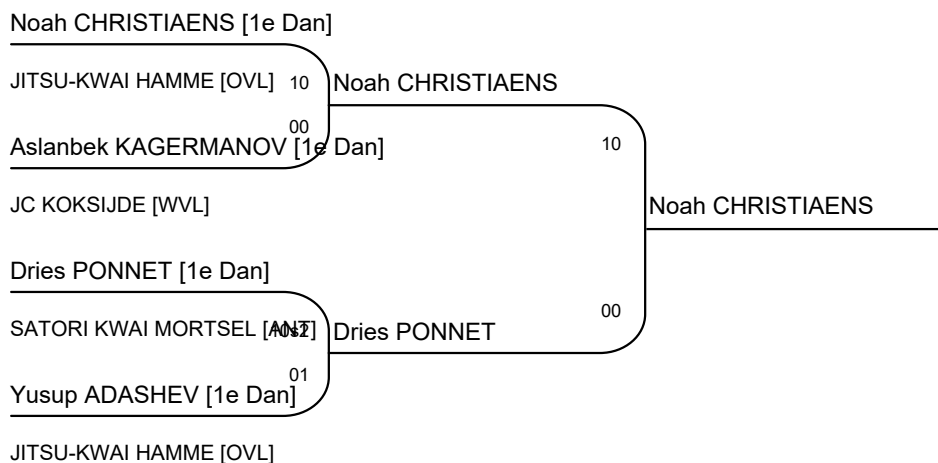 Noah CHRISTIAENS [1e Dan]
JITSU-KWAI HAMME [OVL] 10 Noah CHRISTIAENS
00
Aslanbek KAGERMANOV [1e Dan]
10
JC KOKSIJDE [WVL]
Noah CHRISTIAENS
Dries PONNET [1e Dan]
00
SATORI KWAI MORTSEL [ANT] 10s2 Dries PONNET
01
Yusup ADASHEV [1e Dan]
JITSU-KWAI HAMME [OVL]